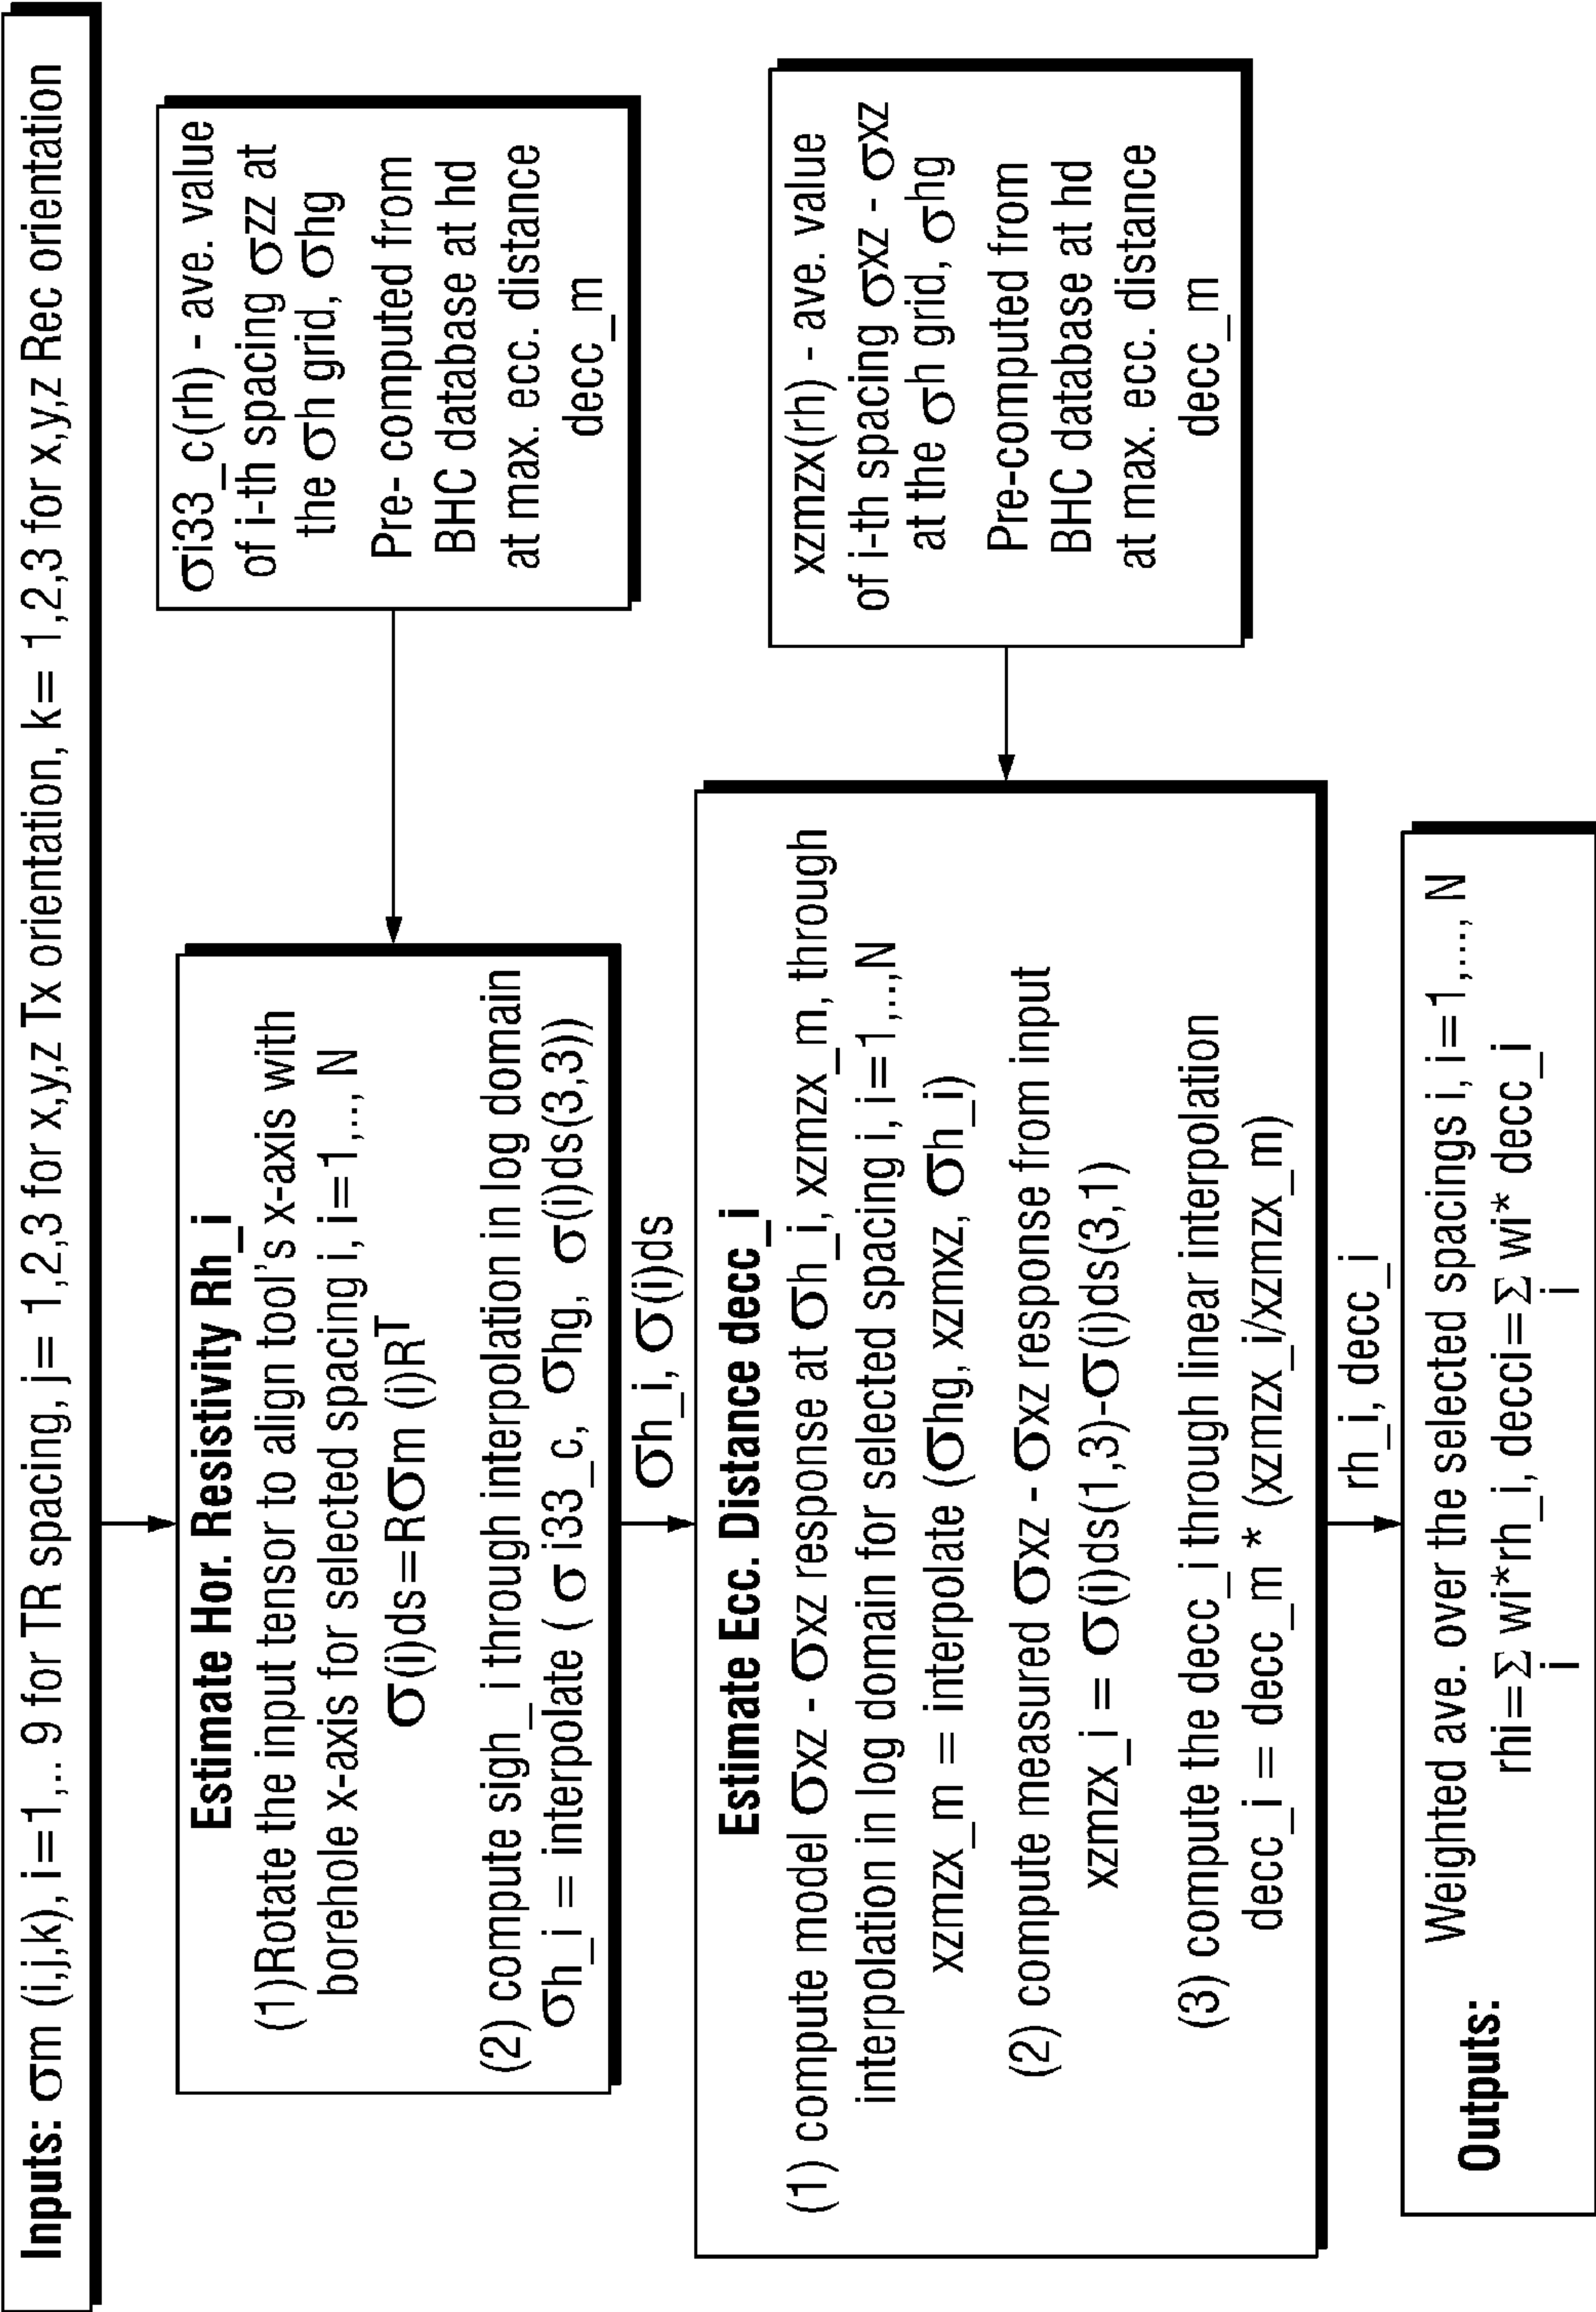 Inputs: σm (i,j,k), i=1,.. 9 for TR spacing, j= 1,2,3 for x,y,z Tx orientation, k= 1,2,3 for x,y,z Rec orientation
Estimate Hor. Resistivity Rh_i
(1)Rotate the input tensor to align tool's x-axis with
borehole x-axis for selected spacing i, i=1,.., N
σ(i)ds=Rσm (i)Rᵀ
(2) compute sigh_i through interpolation in log domain
σh_i = interpolate ( σ i33_c, σhg, σ(i)ds(3,3))
σi33_c(rh) - ave. value
of i-th spacing σzz at
the σh grid, σhg
Pre- computed from
BHC database at hd
at max. ecc. distance
decc_m
σh_i, σ(i)ds
Estimate Ecc. Distance decc_i
(1) compute model σxz - σxz response at σh_i, xzmzx_m, through
interpolation in log domain for selected spacing i, i=1,..,N
xzmzx_m = interpolate (σhg, xzmxz, σh_i)
(2) compute measured σxz - σxz response from input
xzmzx_i = σ(i)ds(1,3)-σ(i)ds(3,1)
(3) compute the decc_i through linear interpolation
decc_i = decc_m * (xzmzx_i/xzmzx_m)
xzmzx(rh) - ave. value
of i-th spacing σxz - σxz
at the σh grid, σhg
Pre-computed from
BHC database at hd
at max. ecc. distance
decc_m
rh_i, decc_i
Outputs: Weighted ave. over the selected spacings i, i=1,..., N
rhi=Σ wi*rh_i, decci=Σ wi* decc_i
i i